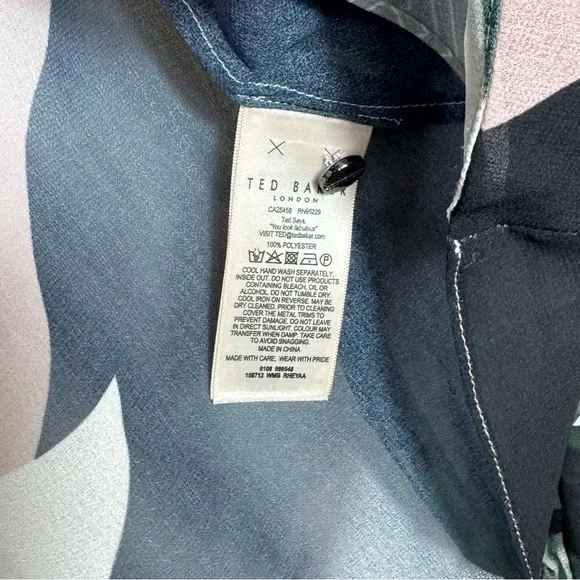 TED BAKER
LONDON
CA25459 RN95229
Ted Says,
"You look fabulous"
VISIT TED@tedbaker.com
100% POLYESTER
COOL HAND WASH SEPARATELY,
INSIDE OUT. DO NOT USE PRODUCTS
CONTAINING BLEACH, OIL OR
ALCOHOL. DO NOT TUMBLE DRY.
COOL IRON ON REVERSE. MAY BE
DRY CLEANED. PRIOR TO CLEANING
COVER THE METAL TRIMS TO
PREVENT DAMAGE. DO NOT LEAVE
IN DIRECT SUNLIGHT. COLOUR MAY
TRANSFER WHEN DAMP. TAKE CARE
TO AVOID SNAGGING.
MADE IN CHINA
MADE WITH CARE, WEAR WITH PRIDE
0108 099548
158712 WMB RHEYAA